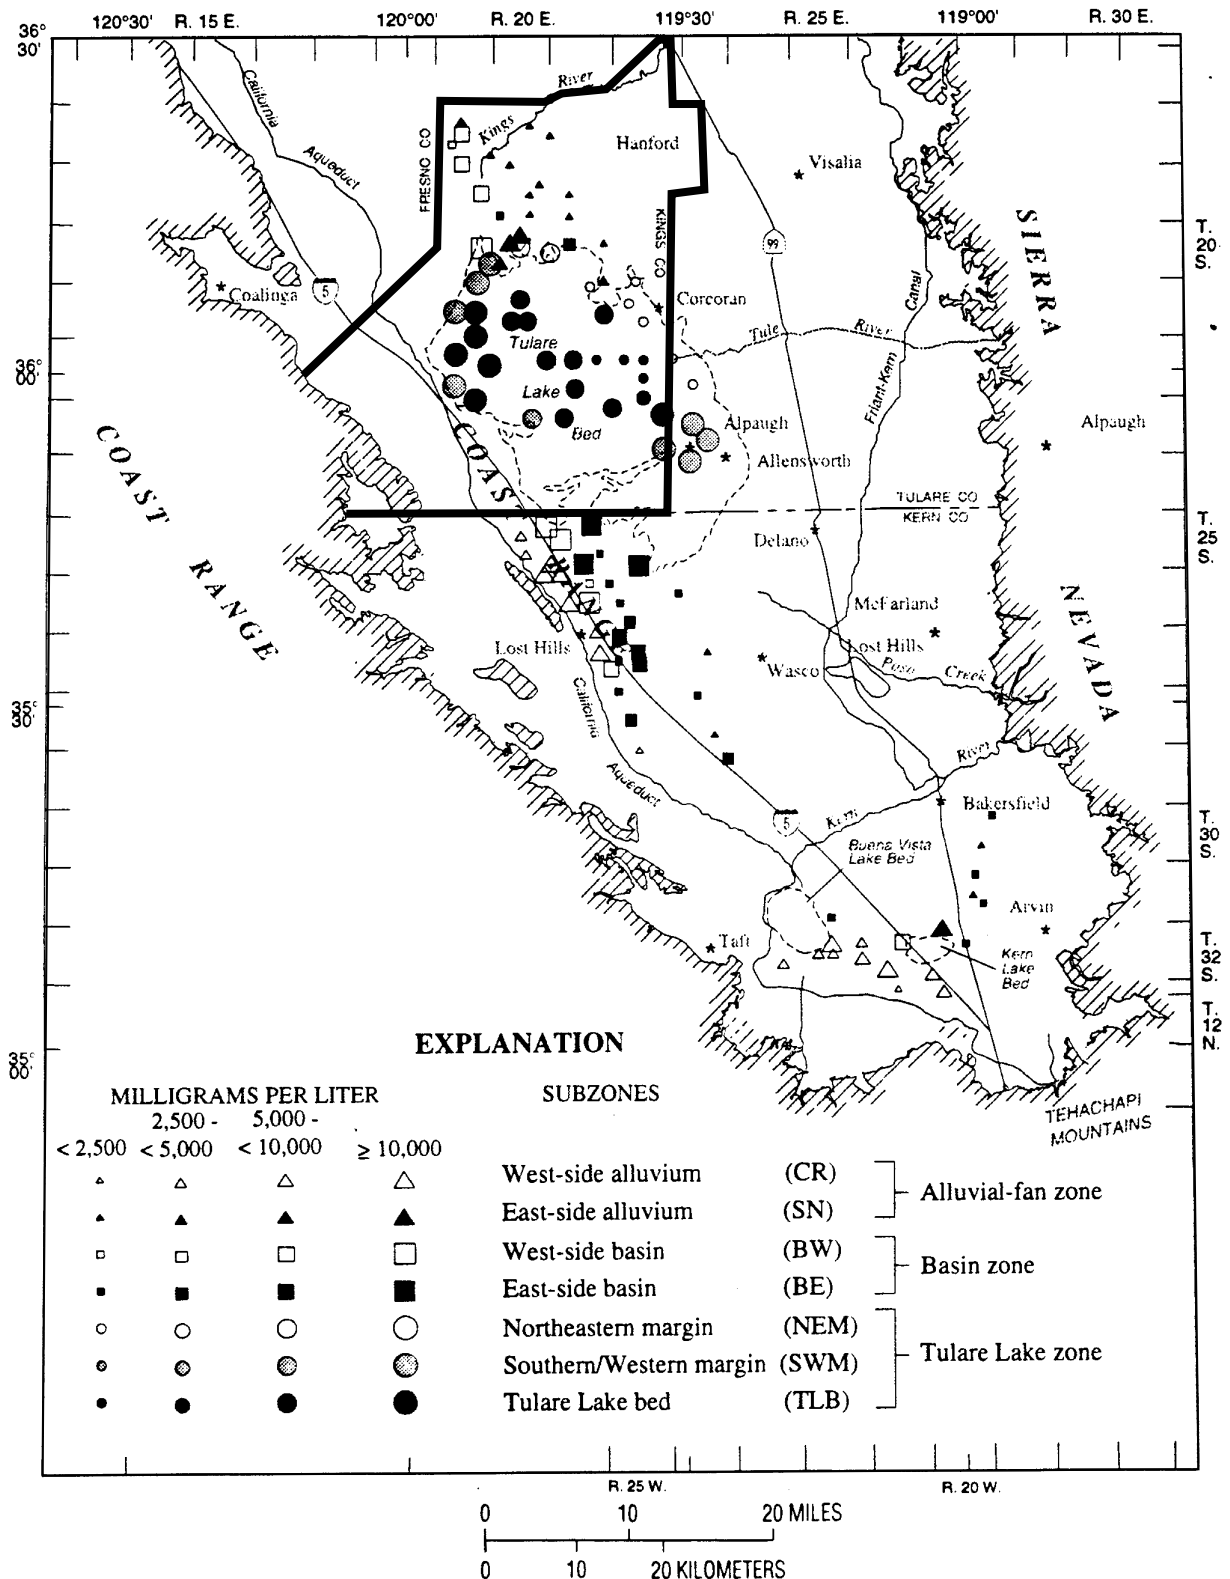 120°30' R. 15 E. 120°00' R. 20 E. 119°30' R. 25 E. 119°00' R. 30 E.
36°
30'
California
Aqueduct
FRESNO CO
Kings
River
Hanford
KINGS CO
Visalia
99
SIERRA
T.
20
S.
Coalinga
5
Corcoran
Canal
Tulare
Tule
River
36°
00'
Lake
Friant-Kern
Bed
Alpaugh
Alpaugh
Allensworth
COAST
COAST
RANGE
TULARE CO
KERN CO
T.
25
S.
Delano
NEVADA
McFarland
Lost Hills
Lost Hills
Wasco
Poso
Creek
35°
30'
California
Aqueduct
River
Kern
5
Bakersfield
T.
30
S.
Buena Vista
Lake Bed
Arvin
Taft
Kern
Lake
Bed
T.
32
S.
T.
12
N.
35°
00'
TEHACHAPI
MOUNTAINS
EXPLANATION
MILLIGRAMS PER LITER SUBZONES
2,500 - 5,000 -
< 2,500 < 5,000 < 10,000 ≥ 10,000
West-side alluvium (CR)
Alluvial-fan zone
East-side alluvium (SN)
West-side basin (BW)
Basin zone
East-side basin (BE)
Northeastern margin (NEM)
Southern/Western margin (SWM)
Tulare Lake zone
Tulare Lake bed (TLB)
R. 25 W. R. 20 W.
0 10 20 MILES
0 10 20 KILOMETERS